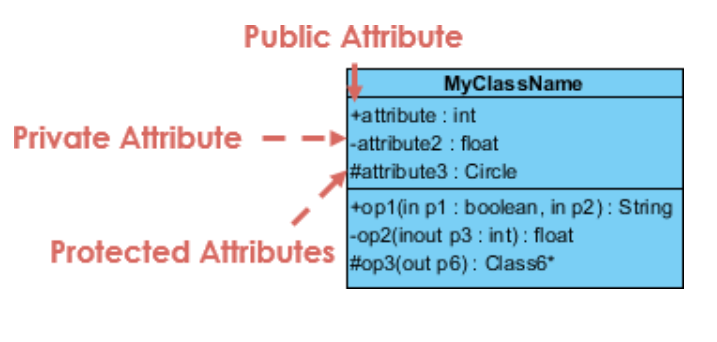 Public Attribute
MyClassName
+attribute : int
Private Attribute
-attribute2 : float
#attribute3 : Circle
+op1(in p1 : boolean, in p2) : String
-op2(inout p3 : int) : float
Protected Attributes
#op3(out p6) : Class6*